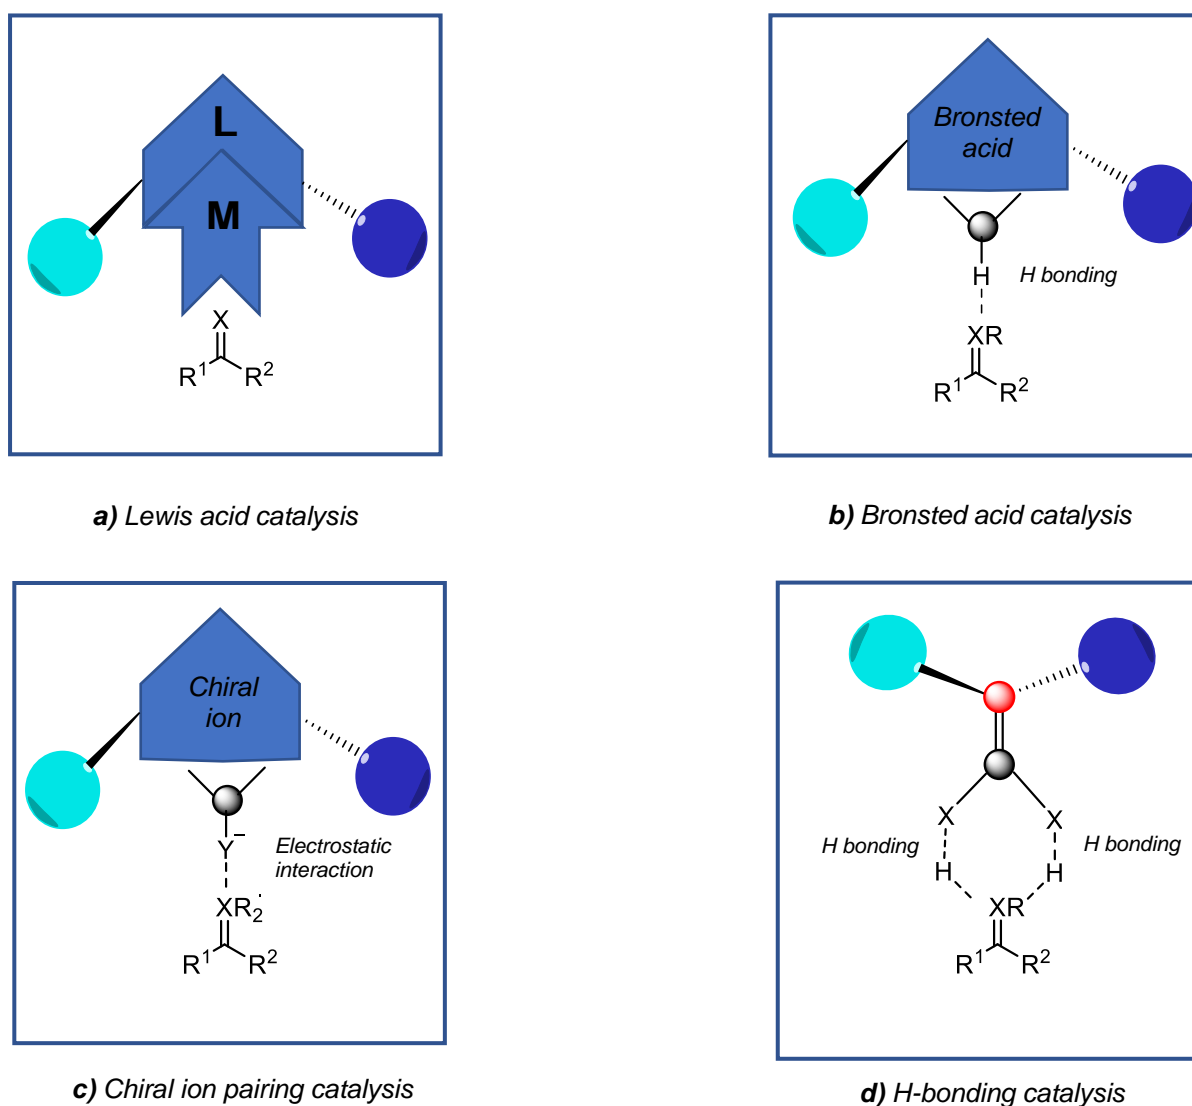 L
M
X
R¹ R²
a) Lewis acid catalysis
Bronsted
acid
H
H bonding
XR
R¹ R²
b) Bronsted acid catalysis
Chiral
ion
Y⁻
Electrostatic
interaction
XR₂˙
R¹ R²
c) Chiral ion pairing catalysis
X X
H bonding H bonding
H H
XR
R¹ R²
d) H-bonding catalysis